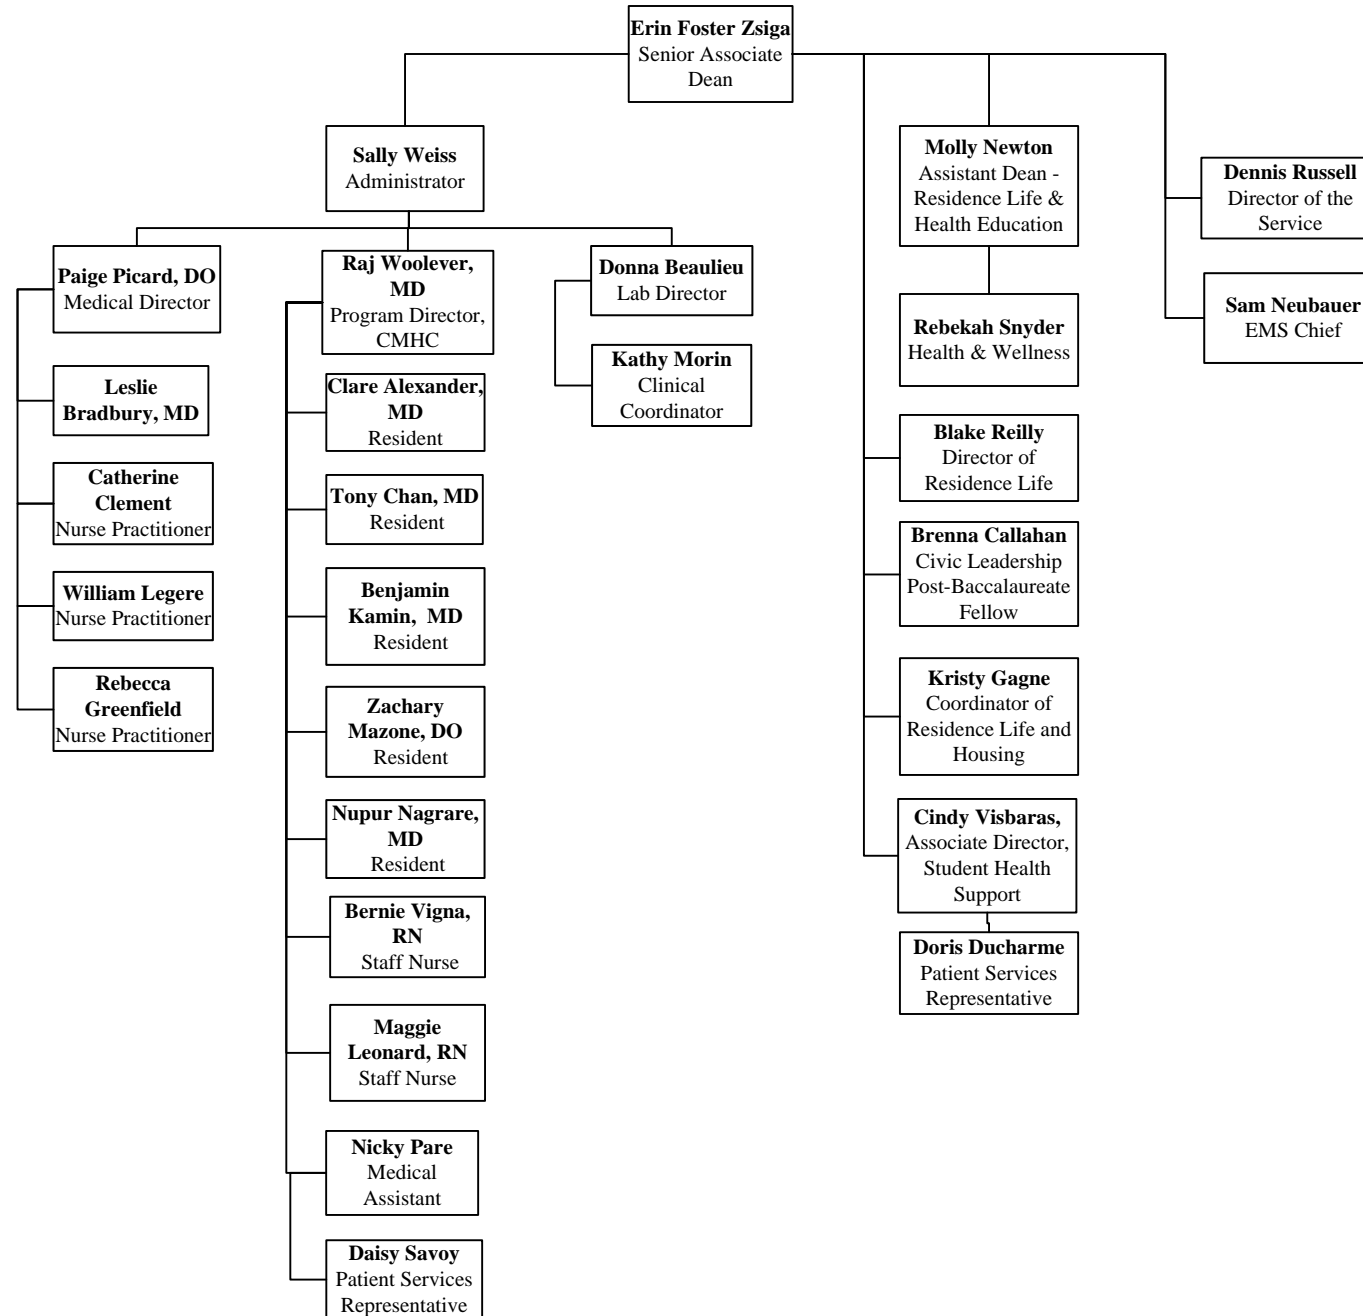 Erin Foster Zsiga
Senior Associate
Dean
Sally Weiss
Administrator
Paige Picard, DO
Medical Director
Leslie
Bradbury, MD
Catherine
Clement
Nurse Practitioner
William Legere
Nurse Practitioner
Rebecca
Greenfield
Nurse Practitioner
Raj Woolever,
MD
Program Director,
CMHC
Clare Alexander,
MD
Resident
Tony Chan, MD
Resident
Benjamin
Kamin,  MD
Resident
Zachary
Mazone, DO
Resident
Nupur Nagrare,
MD
Resident
Bernie Vigna,
RN
Staff Nurse
Maggie
Leonard, RN
Staff Nurse
Nicky Pare
Medical
Assistant
Daisy Savoy
Patient Services
Representative
Donna Beaulieu
Lab Director
Kathy Morin
Clinical
Coordinator
Molly Newton
Assistant Dean -
Residence Life &
Health Education
Rebekah Snyder
Health & Wellness
Blake Reilly
Director of
Residence Life
Brenna Callahan
Civic Leadership
Post-Baccalaureate
Fellow
Kristy Gagne
Coordinator of
Residence Life and
Housing
Cindy Visbaras,
Associate Director,
Student Health
Support
Doris Ducharme
Patient Services
Representative
Dennis Russell
Director of the
Service
Sam Neubauer
EMS Chief